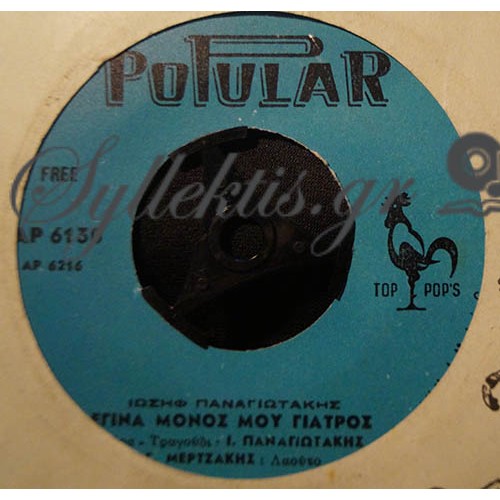 POPULAR
FREE
Syllektis.gr
AP 6130
AP 6216
TOP POP'S
ΙΩΣΗΦ ΠΑΝΑΓΙΩΤΑΚΗΣ
ΕΓΙΝΑ ΜΟΝΟΣ ΜΟΥ ΓΙΑΤΡΟΣ
- Τραγούδι - Ι. ΠΑΝΑΓΙΩΤΑΚΗΣ
ΜΕΡΤΖΑΚΗΣ : Λαούτο